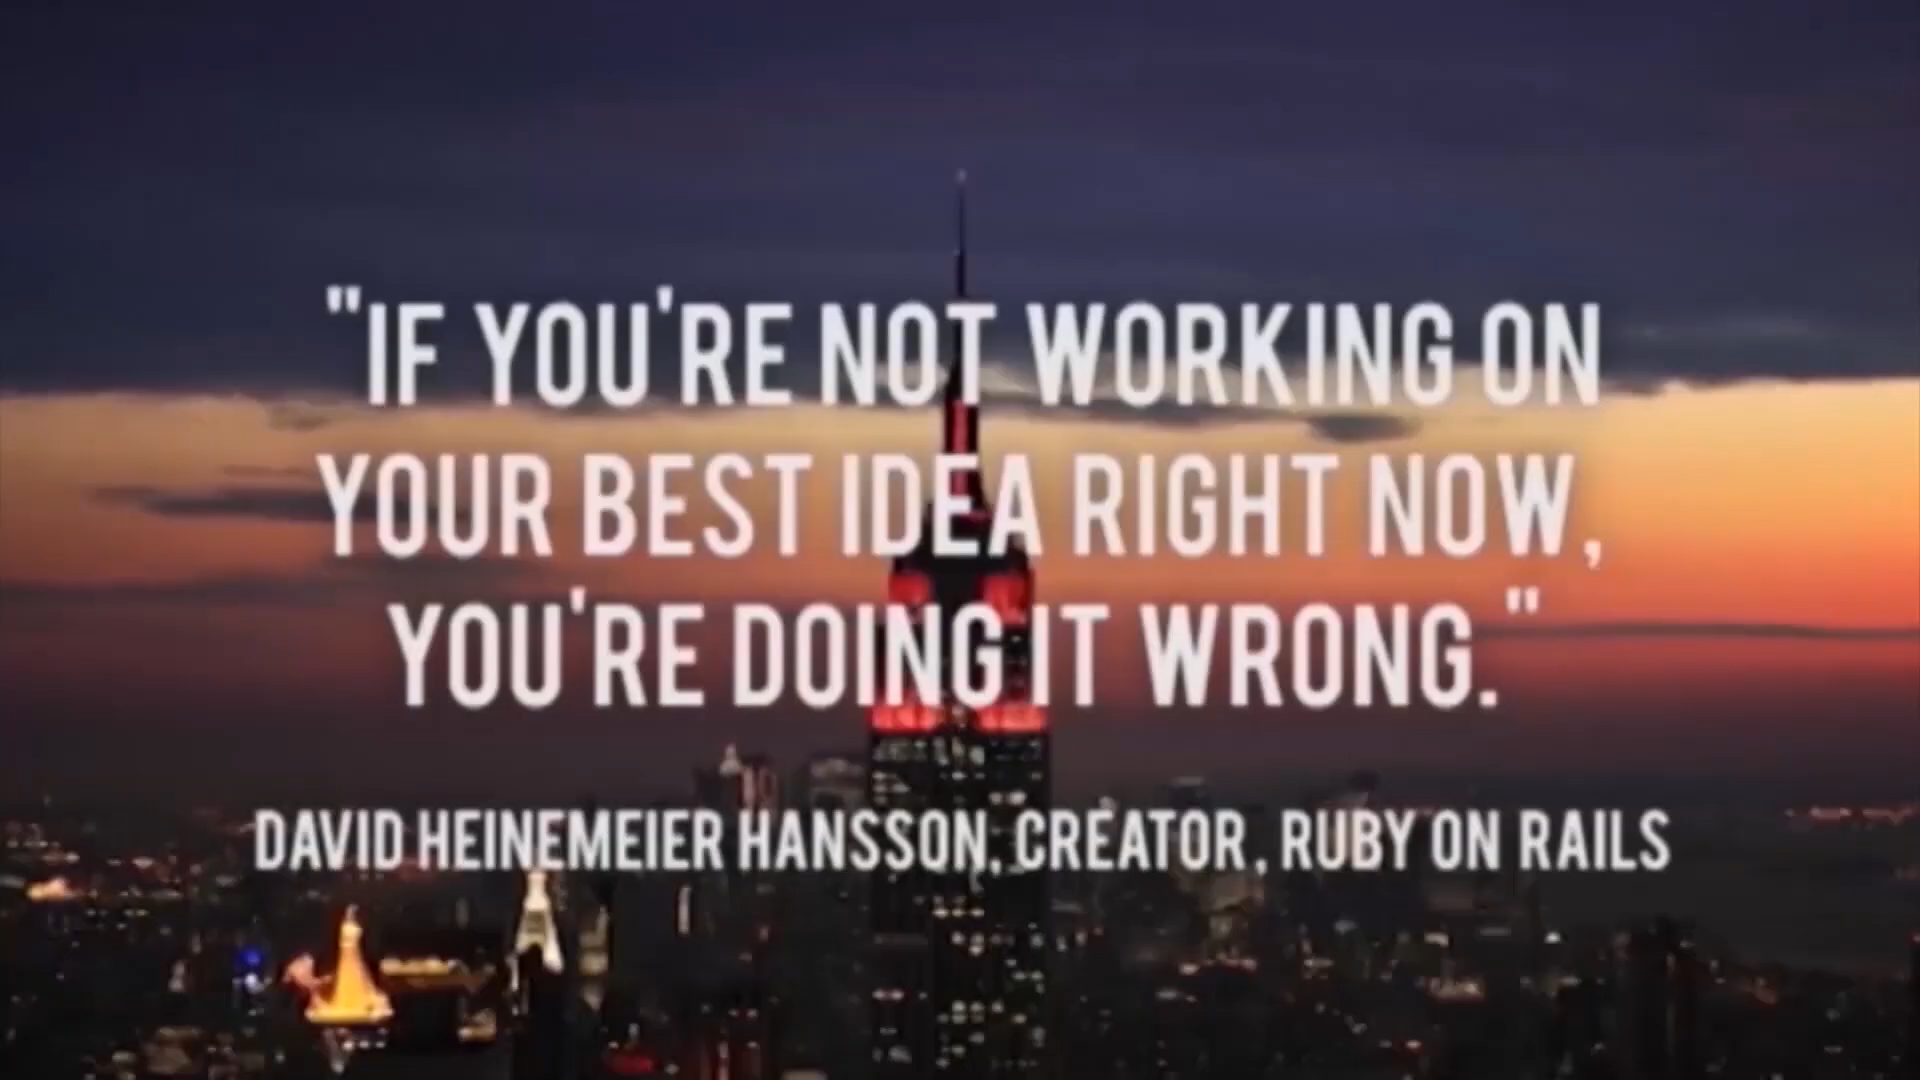 "IF YOU'RE NOT WORKING ON
YOUR BEST IDEA RIGHT NOW,
YOU'RE DOING IT WRONG."
DAVID HEINEMEIER HANSSON, CREATOR, RUBY ON RAILS